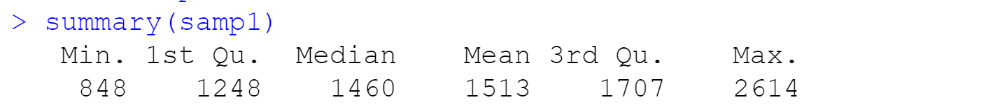 > summary(samp1)
Min. 1st Qu. Median Mean 3rd Qu. Max.
848 1248 1460 1513 1707 2614